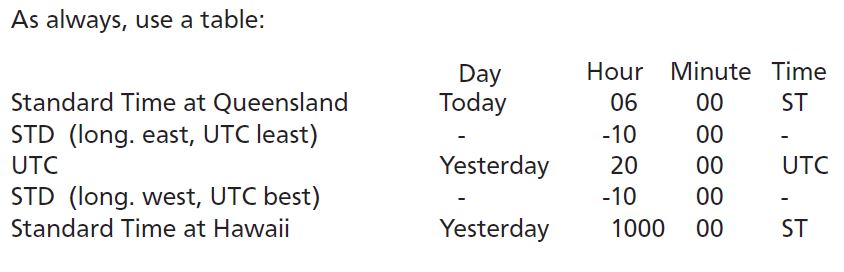 As always, use a table:
Day Hour Minute Time
Standard Time at Queensland Today 06 00 ST
STD (long. east, UTC least) - -10 00 -
UTC Yesterday 20 00 UTC
STD (long. west, UTC best) - -10 00 -
Standard Time at Hawaii Yesterday 1000 00 ST